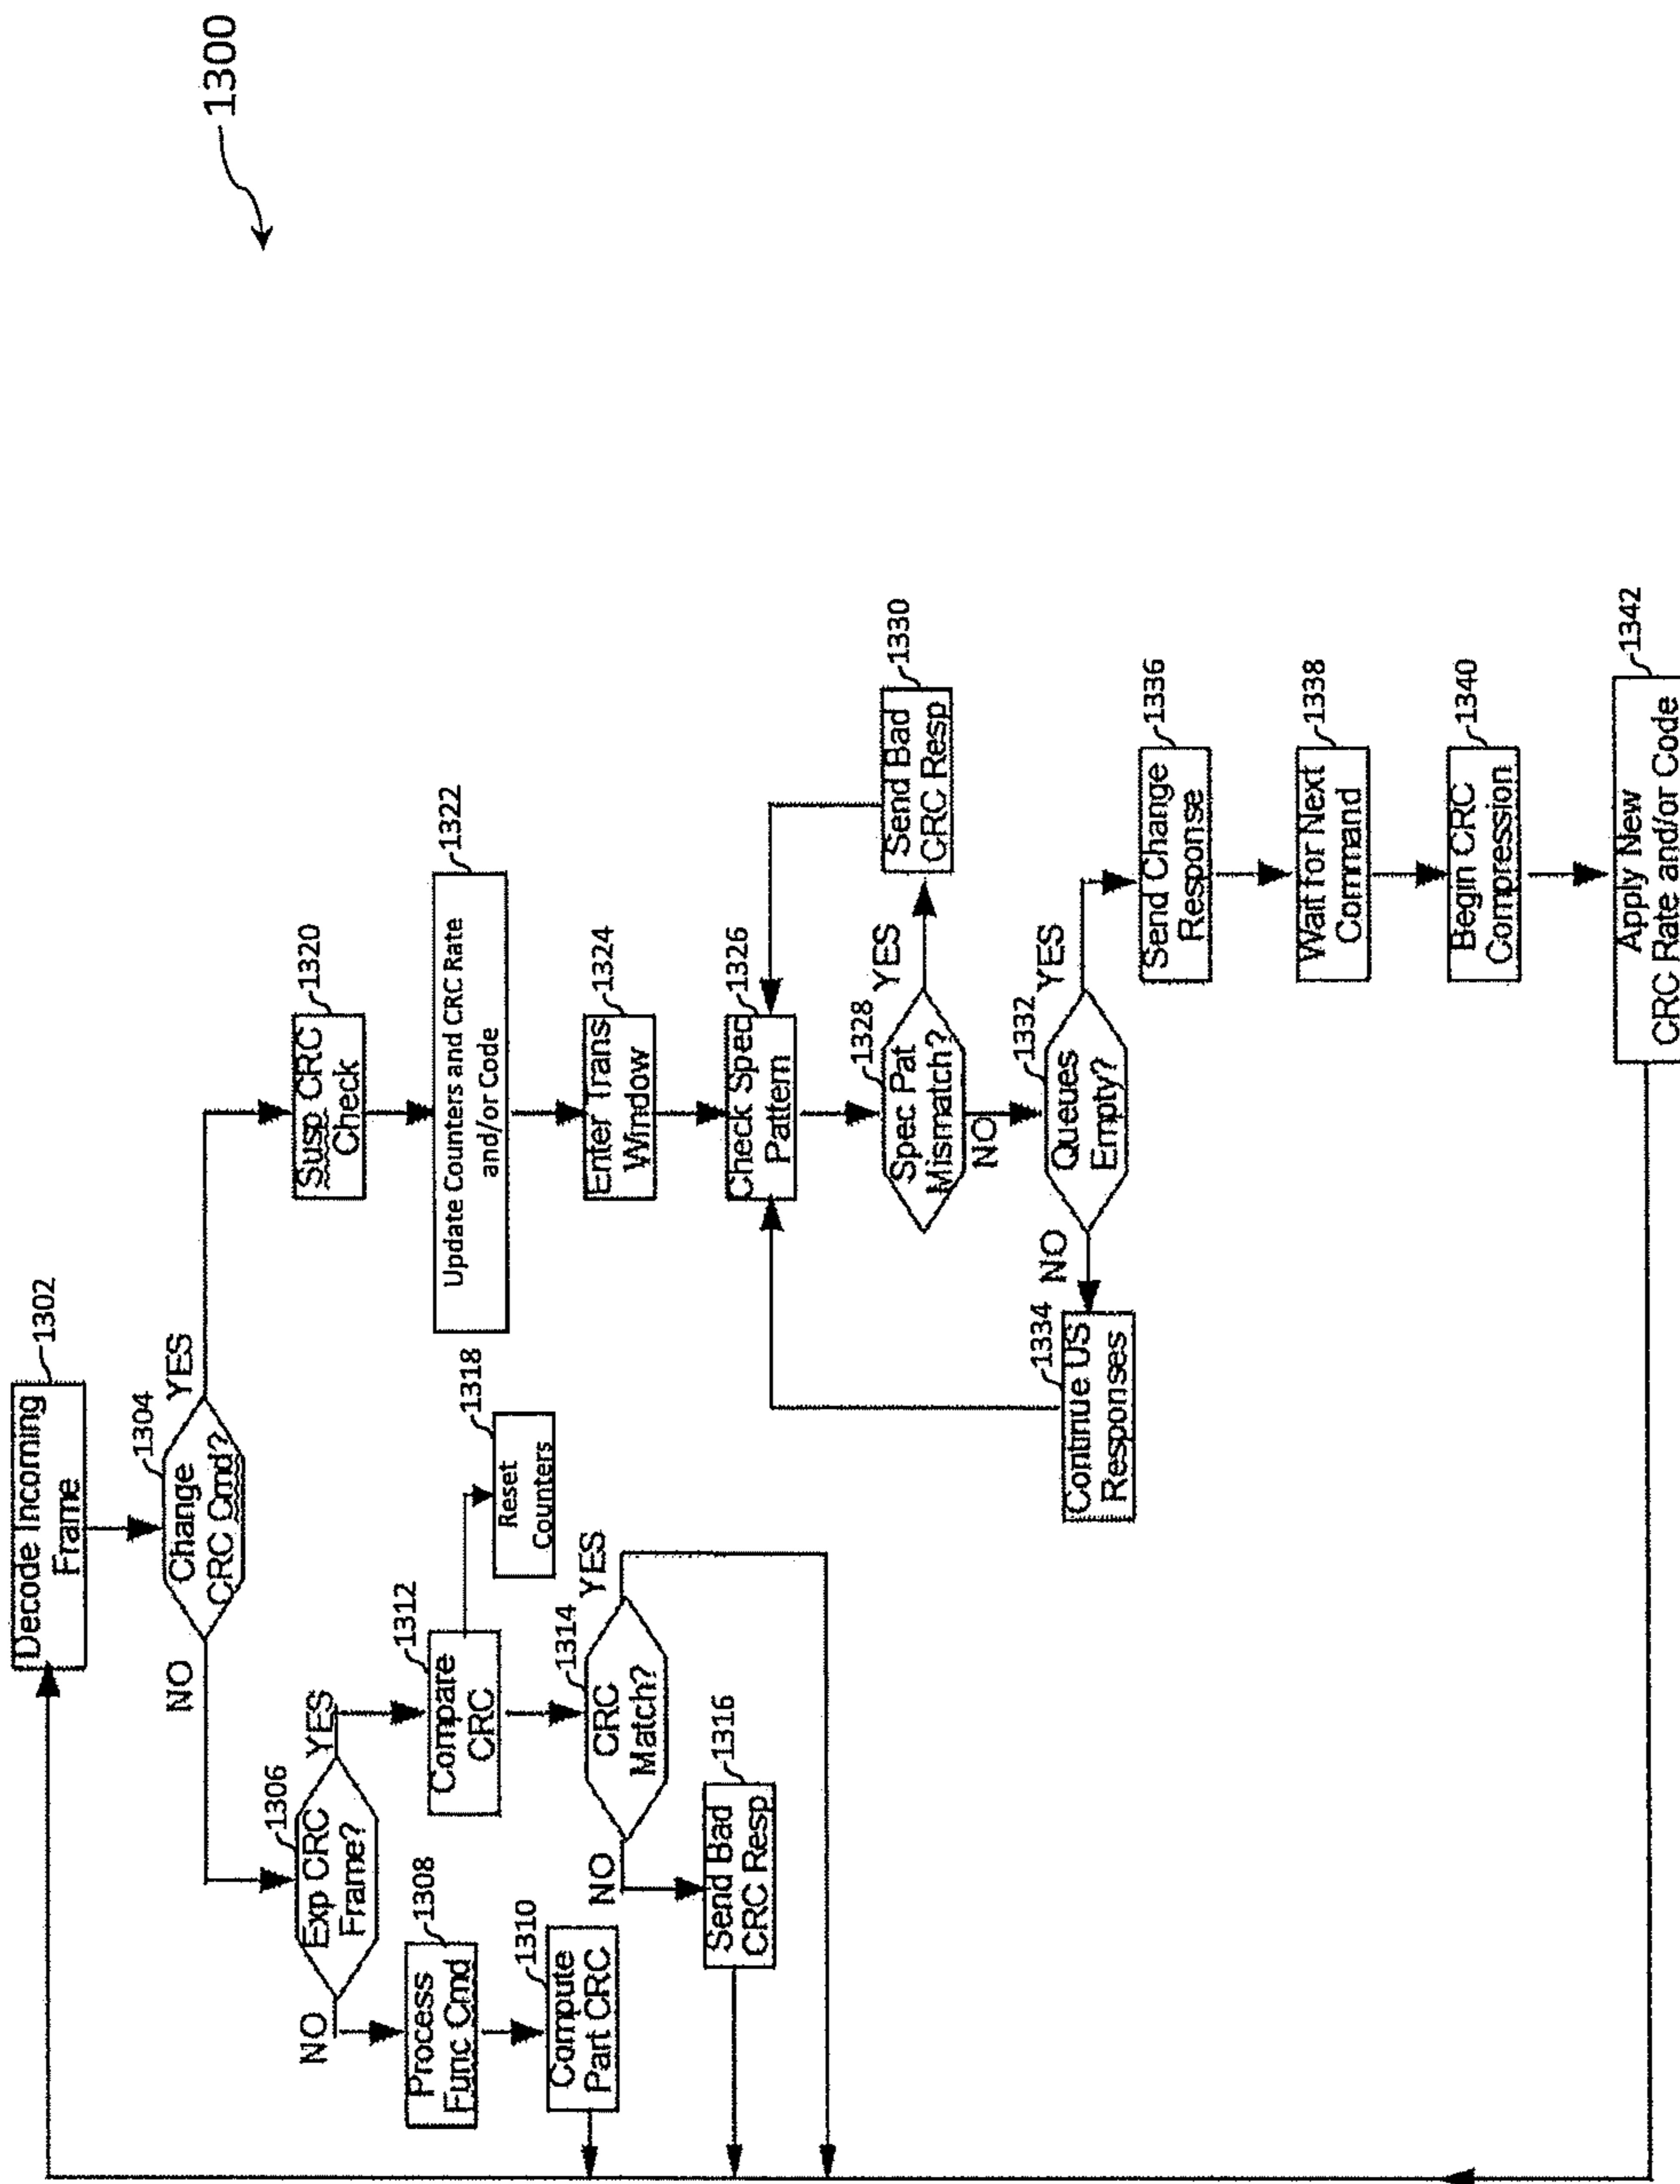 1300
1302
Decode Incoming
Frame
1304
Change
CRC Cmd?
NO
YES
1306
Exp CRC
Frame?
NO
YES
1308
Process
Func Cmd
1310
Compute
Part CRC
1312
Compare
CRC
1318
Reset
Counters
1314
CRC
Match?
NO
YES
1316
Send Bad
CRC Resp
1320
Susp CRC
Check
1322
Update Counters and CRC Rate
and/or Code
1324
Enter Trans
Window
1326
Check Spec
Pattern
1328
Spec Pat
Mismatch?
YES
NO
1330
Send Bad
CRC Resp
1332
Queues
Empty?
NO
YES
1334
Continue US
Responses
1336
Send Change
Response
1338
Wait for Next
Command
1340
Begin CRC
Compression
1342
Apply New
CRC Rate and/or Code